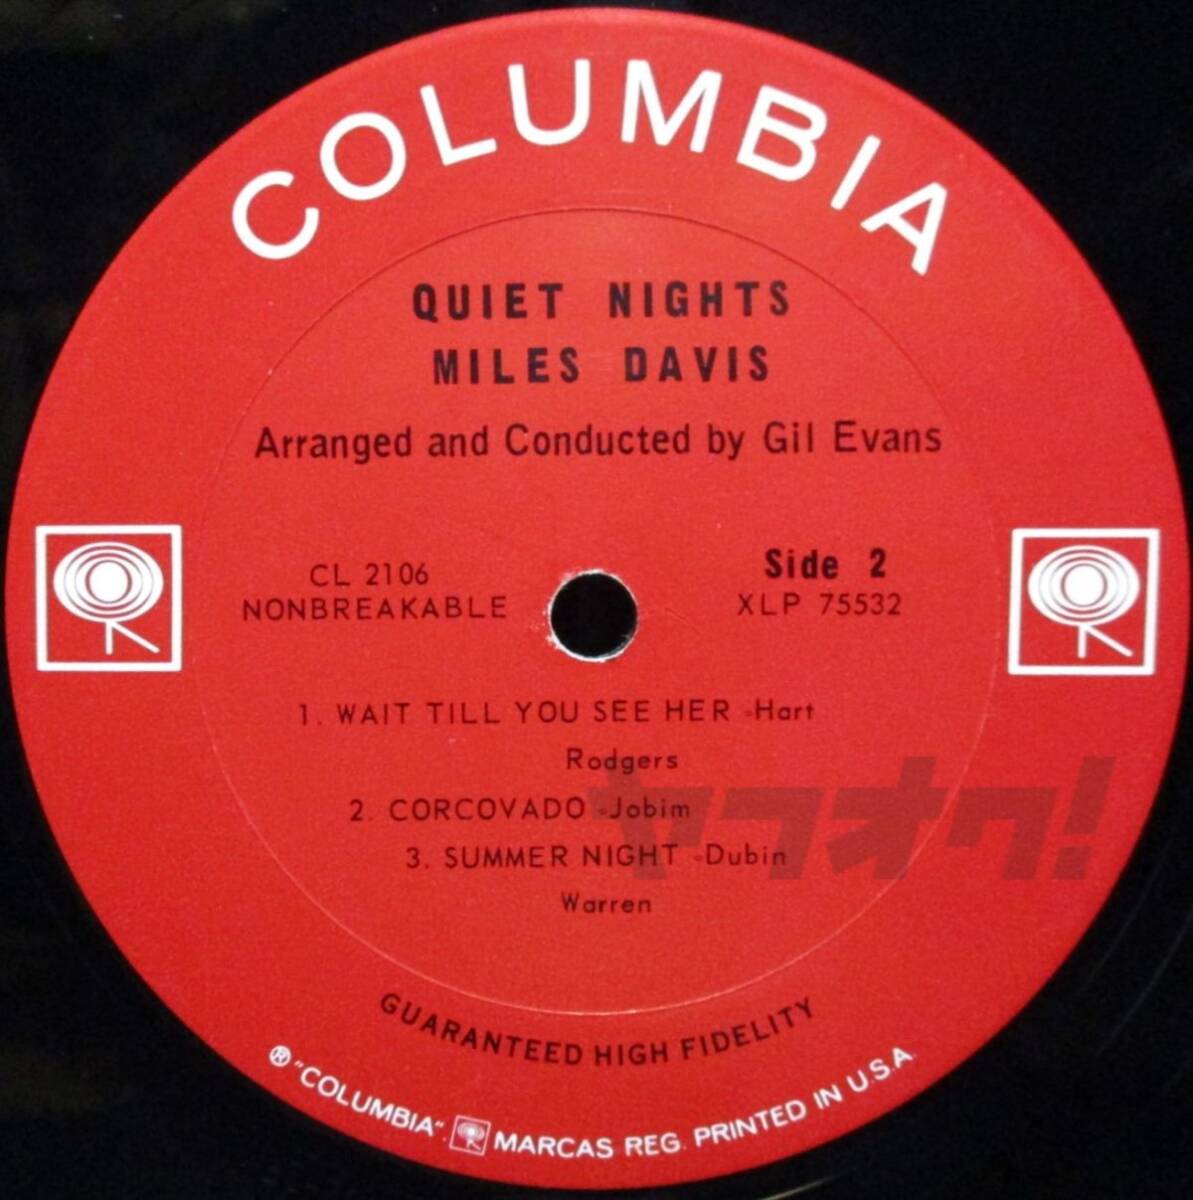 COLUMBIA
QUIET NIGHTS
MILES DAVIS
Arranged and Conducted by Gil Evans
CL 2106
NONBREAKABLE
Side 2
XLP 75532
1. WAIT TILL YOU SEE HER -Hart
Rodgers
2. CORCOVADO -Jobim
3. SUMMER NIGHT -Dubin
Warren
ヤフオク!
GUARANTEED HIGH FIDELITY
® "COLUMBIA". MARCAS REG. PRINTED IN U.S.A.